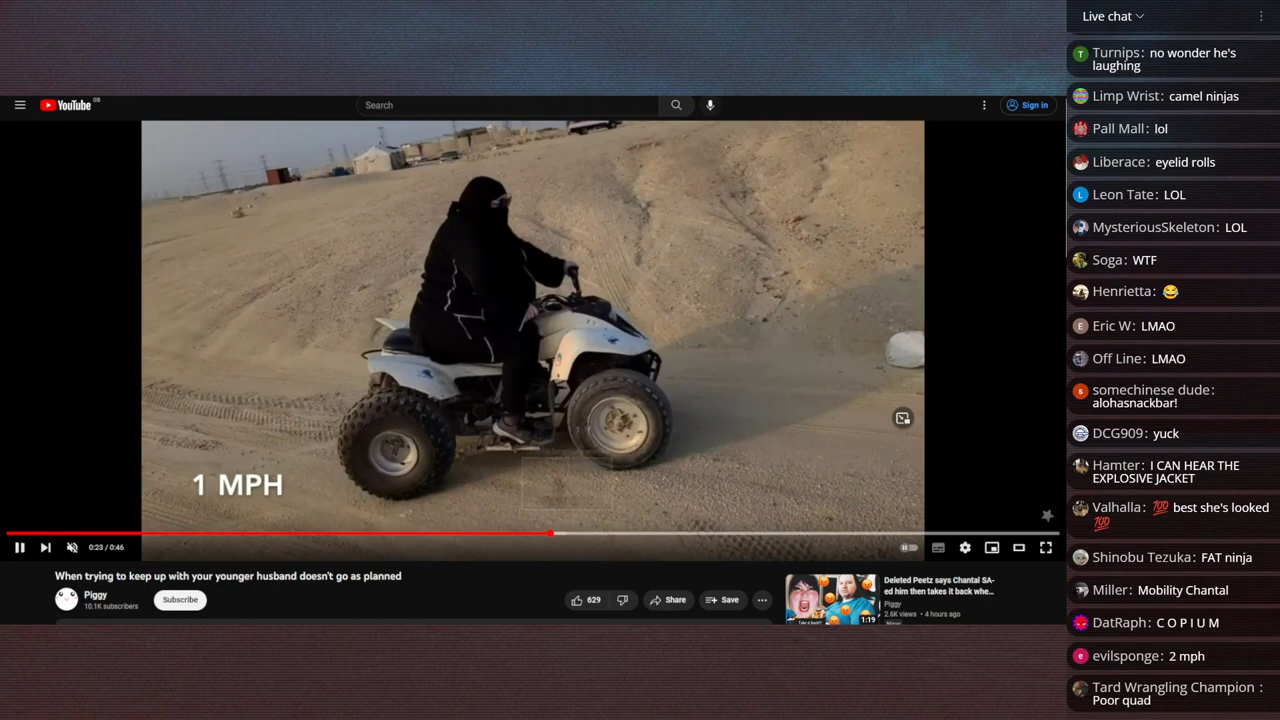 YouTube GB
Search
Sign in
1 MPH
0:23 / 0:46
When trying to keep up with your younger husband doesn't go as planned
Piggy
10.1K subscribers
Subscribe
629
Share
Save
Take it back!!
1:19
Deleted Peetz says Chantal SA-
ed him then takes it back whe...
Piggy
2.6K views • 4 hours ago
New
Live chat
T
Turnips: no wonder he's
laughing
Limp Wrist: camel ninjas
Pall Mall: lol
Liberace: eyelid rolls
L
Leon Tate: LOL
MysteriousSkeleton: LOL
Soga: WTF
Henrietta: 😂
E
Eric W: LMAO
Off Line: LMAO
s
somechinese dude:
alohasnackbar!
DCG909: yuck
Hamter: I CAN HEAR THE
EXPLOSIVE JACKET
Valhalla: 💯 best she's looked
💯
Shinobu Tezuka: FAT ninja
Miller: Mobility Chantal
DatRaph: C O P I U M
e
evilsponge: 2 mph
Tard Wrangling Champion :
Poor quad